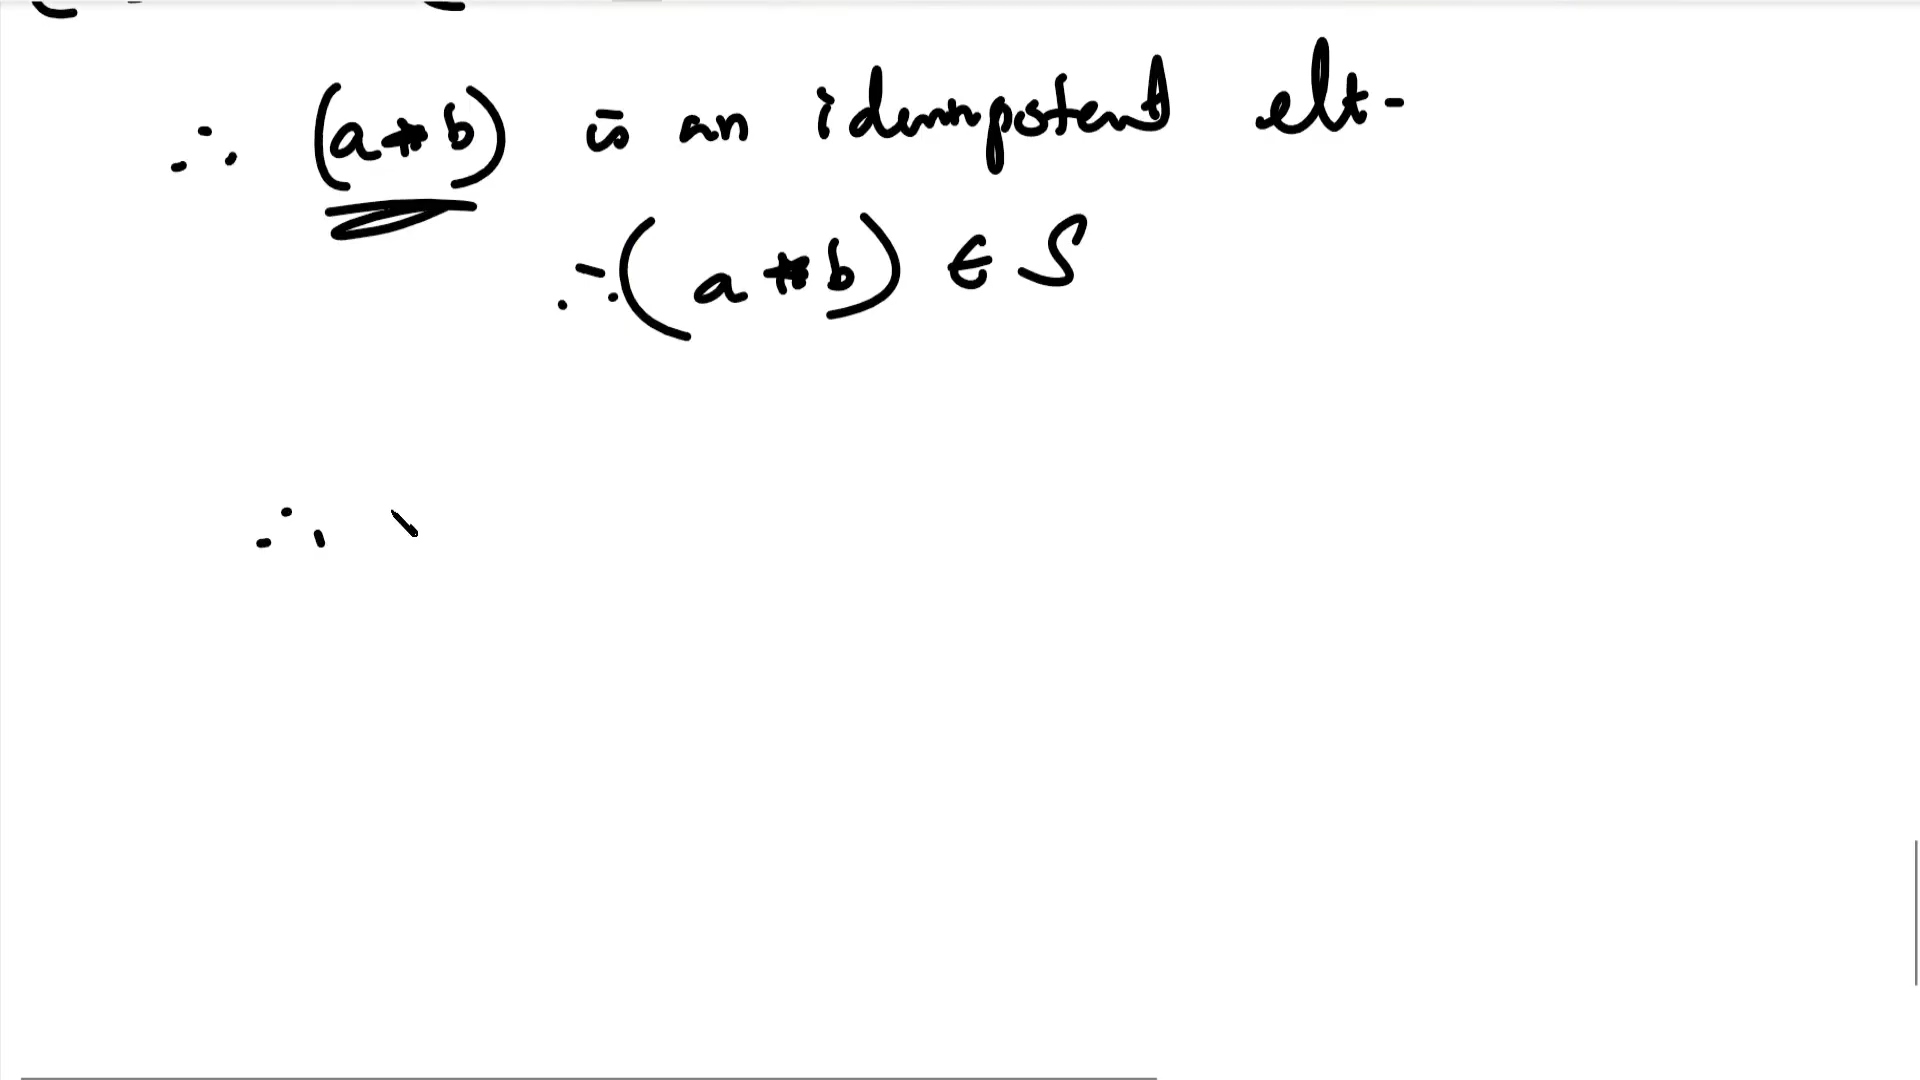 ∴ (a * b) is an idempotent elt.
∴ (a * b) ∈ S
∴